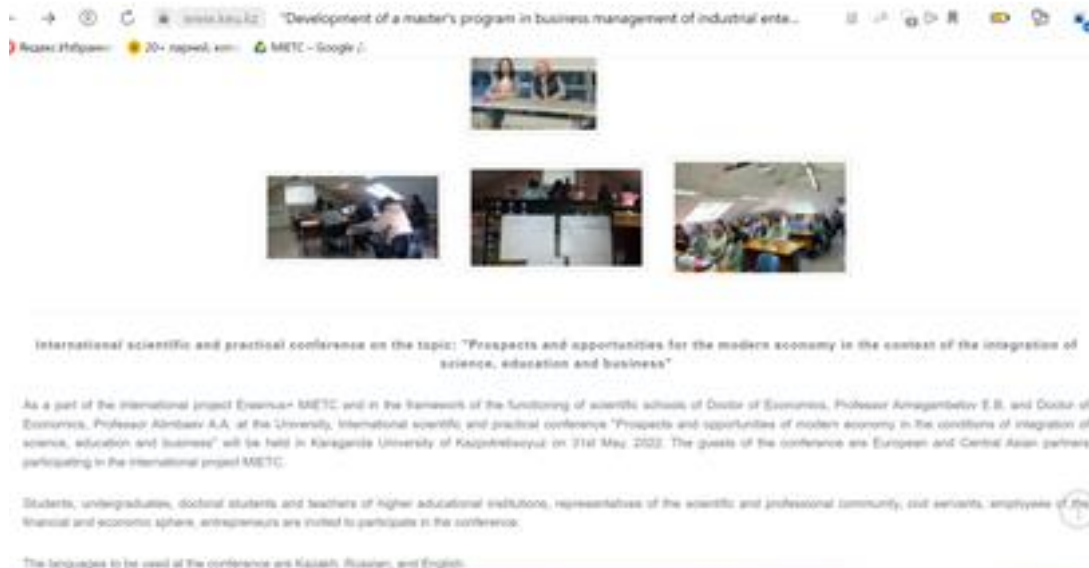 "Development of a master's program in business management of industrial ente...
MIETC – Google
International scientific and practical conference on the topic: "Prospects and opportunities for the modern economy in the context of the integration of
science, education and business"
As a part of the international project Erasmus+ MIETC and in the framework of the functioning of scientific schools of Doctor of Economics, Professor Aimagambetov E.B. and Doctor of
Economics, Professor Alimbaev A.A. at the University, International scientific and practical conference "Prospects and opportunities of modern economy in the conditions of integration of
science, education and business" will be held in Karaganda University of Kazpotrebsoyuz on 31st May, 2022. The guests of the conference are European and Central Asian partners
participating in the international project MIETC.
Students, undergraduates, doctoral students and teachers of higher educational institutions, representatives of the scientific and professional community, civil servants, employees of the
financial and economic sphere, entrepreneurs are invited to participate in the conference.
The languages to be used at the conference are Kazakh, Russian, and English.